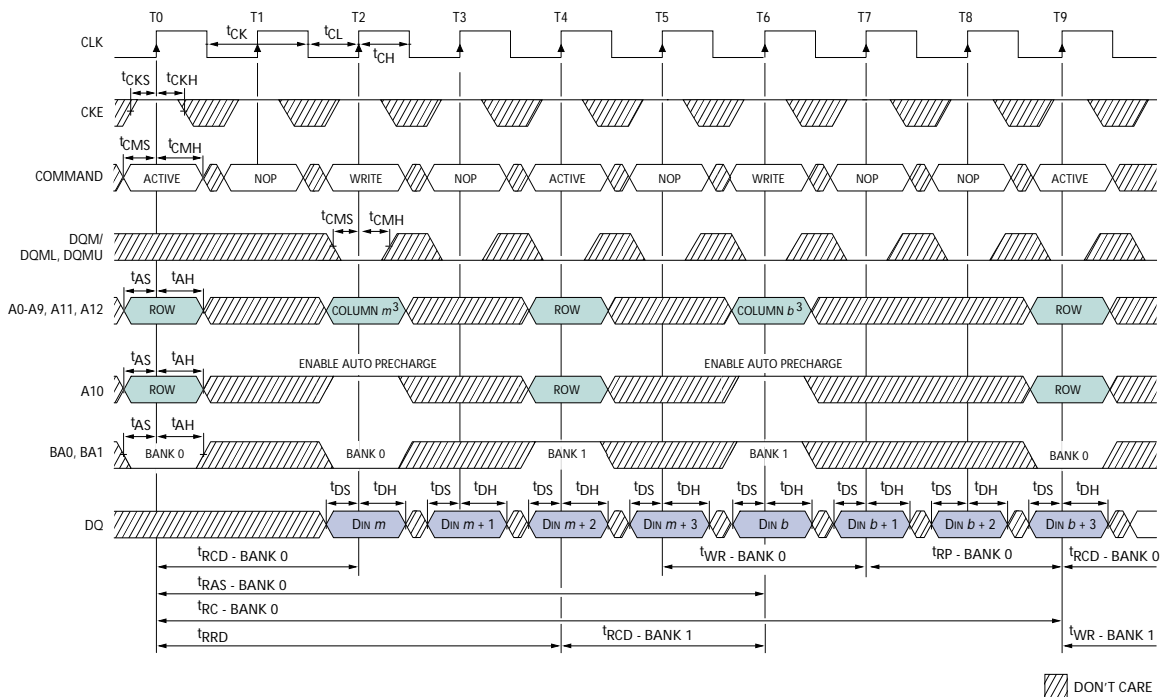 T0 T1 T2 T3 T4 T5 T6 T7 T8 T9
CLK tCK tCL tCH
tCKS tCKH
CKE
tCMS tCMH
COMMAND ACTIVE NOP WRITE NOP ACTIVE NOP WRITE NOP NOP ACTIVE
tCMS tCMH
DQM/
DQML, DQMU
tAS tAH
A0-A9, A11, A12 ROW COLUMN m3 ROW COLUMN b3 ROW
tAS tAH ENABLE AUTO PRECHARGE ENABLE AUTO PRECHARGE
A10 ROW ROW ROW
tAS tAH
BA0, BA1 BANK 0 BANK 0 BANK 1 BANK 1 BANK 0
tDS tDH tDS tDH tDS tDH tDS tDH tDS tDH tDS tDH tDS tDH tDS tDH
DQ DIN m DIN m + 1 DIN m + 2 DIN m + 3 DIN b DIN b + 1 DIN b + 2 DIN b + 3
tRCD - BANK 0 tWR - BANK 0 tRP - BANK 0 tRCD - BANK 0
tRAS - BANK 0
tRC - BANK 0
tRRD tRCD - BANK 1 tWR - BANK 1
DON'T CARE